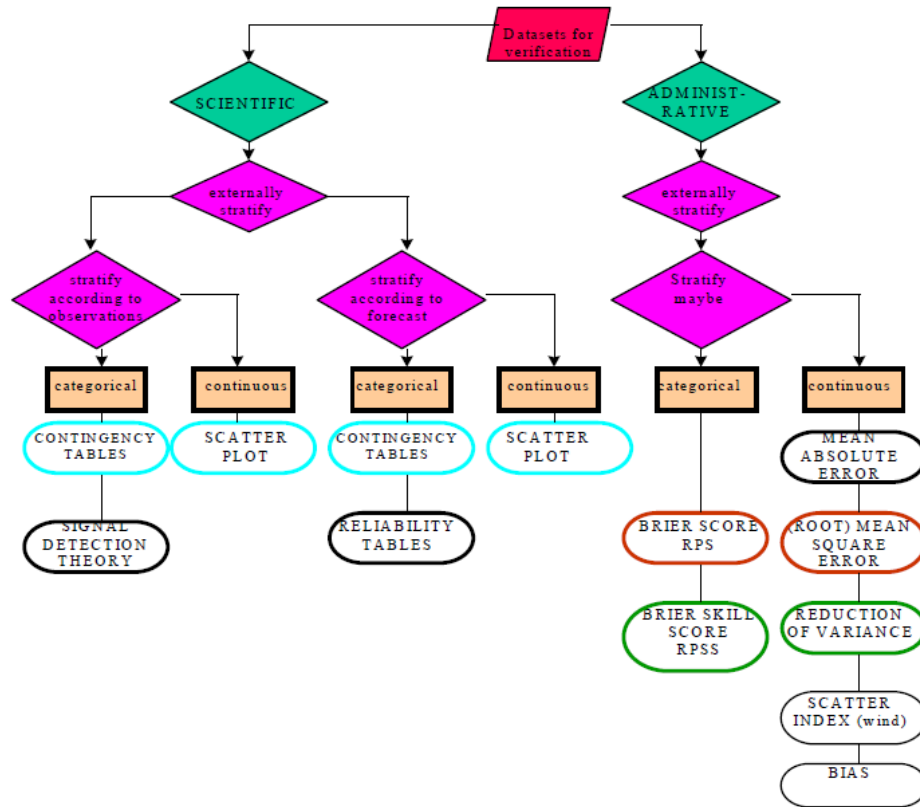 Datasets for
verification
SCIENTIFIC
ADMINIST-
RATIVE
externally
stratify
externally
stratify
stratify
according to
observations
stratify
according to
forecast
Stratify
maybe
categorical
continuous
categorical
continuous
categorical
continuous
CONTINGENCY
TABLES
SCATTER
PLOT
CONTINGENCY
TABLES
SCATTER
PLOT
MEAN
ABSOLUTE
ERROR
SIGNAL
DETECTION
THEORY
RELIABILITY
TABLES
BRIER SCORE
RPS
(ROOT) MEAN
SQUARE
ERROR
BRIER SKILL
SCORE
RPSS
REDUCTION
OF VARIANCE
SCATTER
INDEX (wind)
BIAS